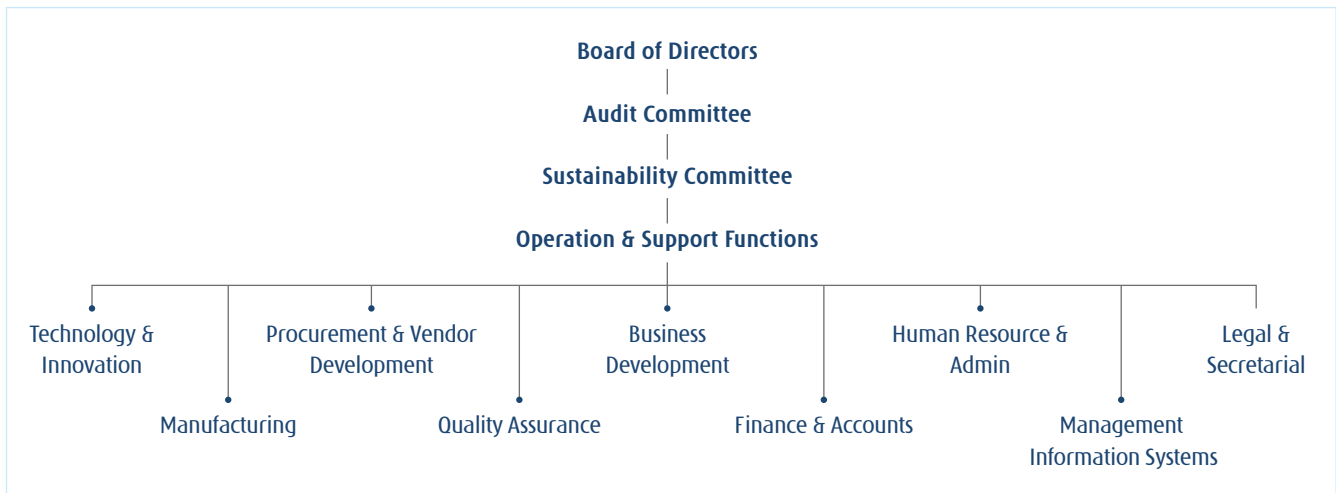 Board of Directors
Audit Committee
Sustainability Committee
Operation & Support Functions
Technology &
Innovation
Procurement & Vendor
Development
Business
Development
Human Resource &
Admin
Legal &
Secretarial
Manufacturing
Quality Assurance
Finance & Accounts
Management
Information Systems